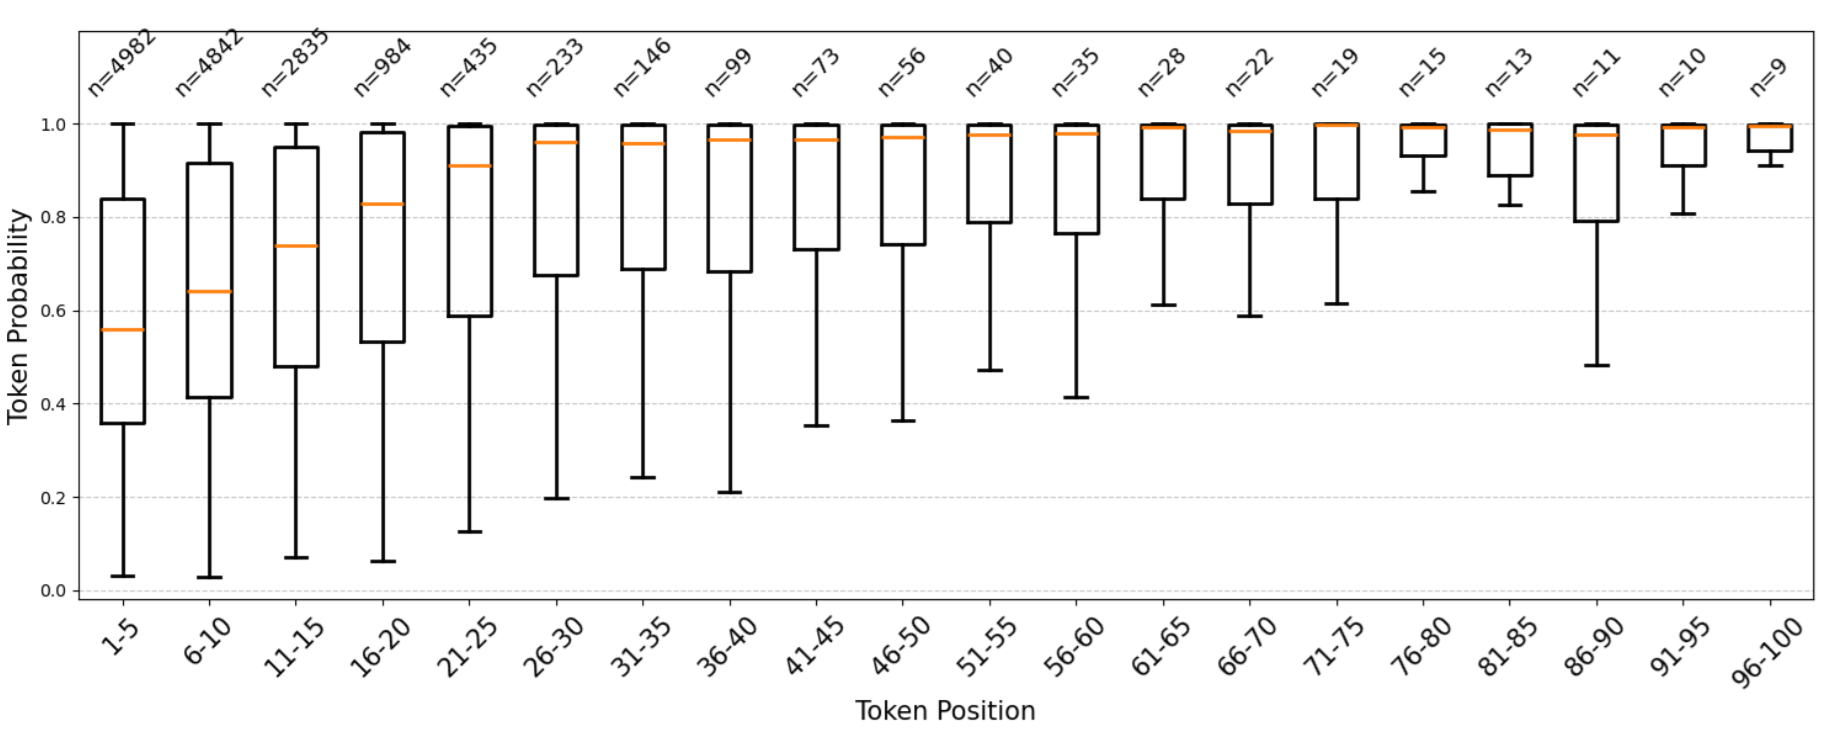 n=4982 n=4842 n=2835 n=984 n=435 n=233 n=146 n=99 n=73 n=56 n=40 n=35 n=28 n=22 n=19 n=15 n=13 n=11 n=10 n=9
1.0
0.8
0.6
0.4
0.2
0.0
Token Probability
1-5 6-10 11-15 16-20 21-25 26-30 31-35 36-40 41-45 46-50 51-55 56-60 61-65 66-70 71-75 76-80 81-85 86-90 91-95 96-100
Token Position